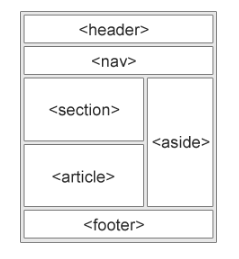 <header>
<nav>
<section>
<aside>
<article>
<footer>